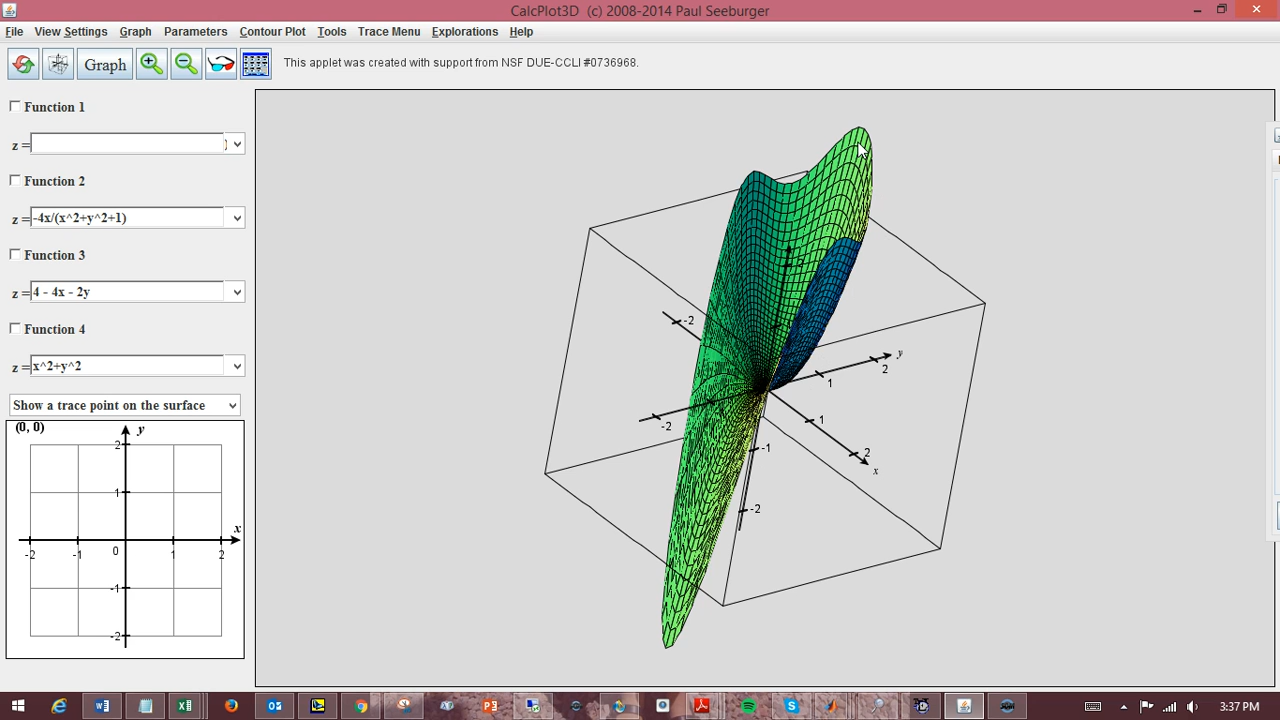 CalcPlot3D (c) 2008-2014 Paul Seeburger
File View Settings Graph Parameters Contour Plot Tools Trace Menu Explorations Help
Graph This applet was created with support from NSF DUE-CCLI #0736968.
Function 1
z = )
Function 2
z = -4x/(x^2+y^2+1)
Function 3
z = 4 - 4x - 2y
Function 4
z = x^2+y^2
Show a trace point on the surface
(0, 0)
y
2
1
x
-2 -1 0 1 2
-1
-2
-2
y
2
1
-2
1
-1
2
x
-2
3:37 PM